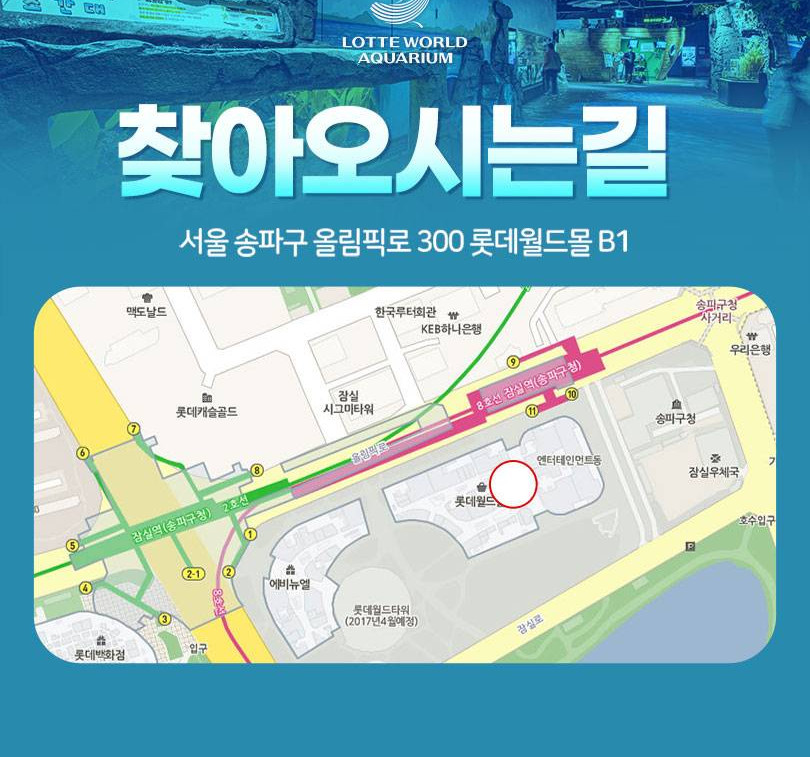 LOTTE WORLD
AQUARIUM
찾아오시는길
서울 송파구 올림픽로 300 롯데월드몰 B1
맥도날드
한국루터회관
KEB하나은행
송파구청
사거리
우리은행
9
8호선 잠실역(송파구청)
10
11
롯데캐슬골드
잠실
시그마타워
송파구청
7
6
8
올림픽로
엔터테인먼트동
잠실우체국
롯데월드
2호선
잠실역(송파구청)
1
5
호수입구
P
2-1
2
에비뉴엘
4
8호선
3
롯데월드타워
(2017년4월예정)
잠실로
입구
롯데백화점